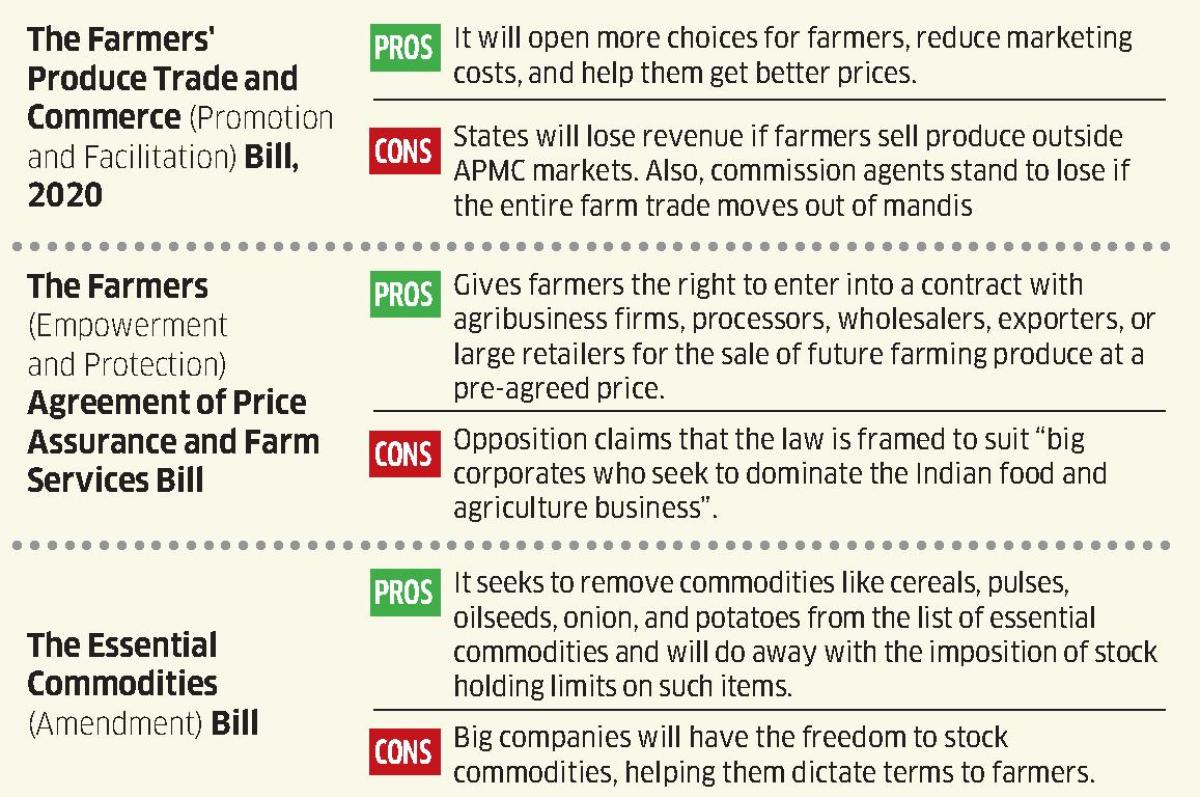 The Farmers'
Produce Trade and
Commerce (Promotion
and Facilitation) Bill,
2020
PROS
It will open more choices for farmers, reduce marketing
costs, and help them get better prices.
CONS
States will lose revenue if farmers sell produce outside
APMC markets. Also, commission agents stand to lose if
the entire farm trade moves out of mandis
The Farmers
(Empowerment
and Protection)
Agreement of Price
Assurance and Farm
Services Bill
PROS
Gives farmers the right to enter into a contract with
agribusiness firms, processors, wholesalers, exporters, or
large retailers for the sale of future farming produce at a
pre-agreed price.
CONS
Opposition claims that the law is framed to suit “big
corporates who seek to dominate the Indian food and
agriculture business”.
The Essential
Commodities
(Amendment) Bill
PROS
It seeks to remove commodities like cereals, pulses,
oilseeds, onion, and potatoes from the list of essential
commodities and will do away with the imposition of stock
holding limits on such items.
CONS
Big companies will have the freedom to stock
commodities, helping them dictate terms to farmers.